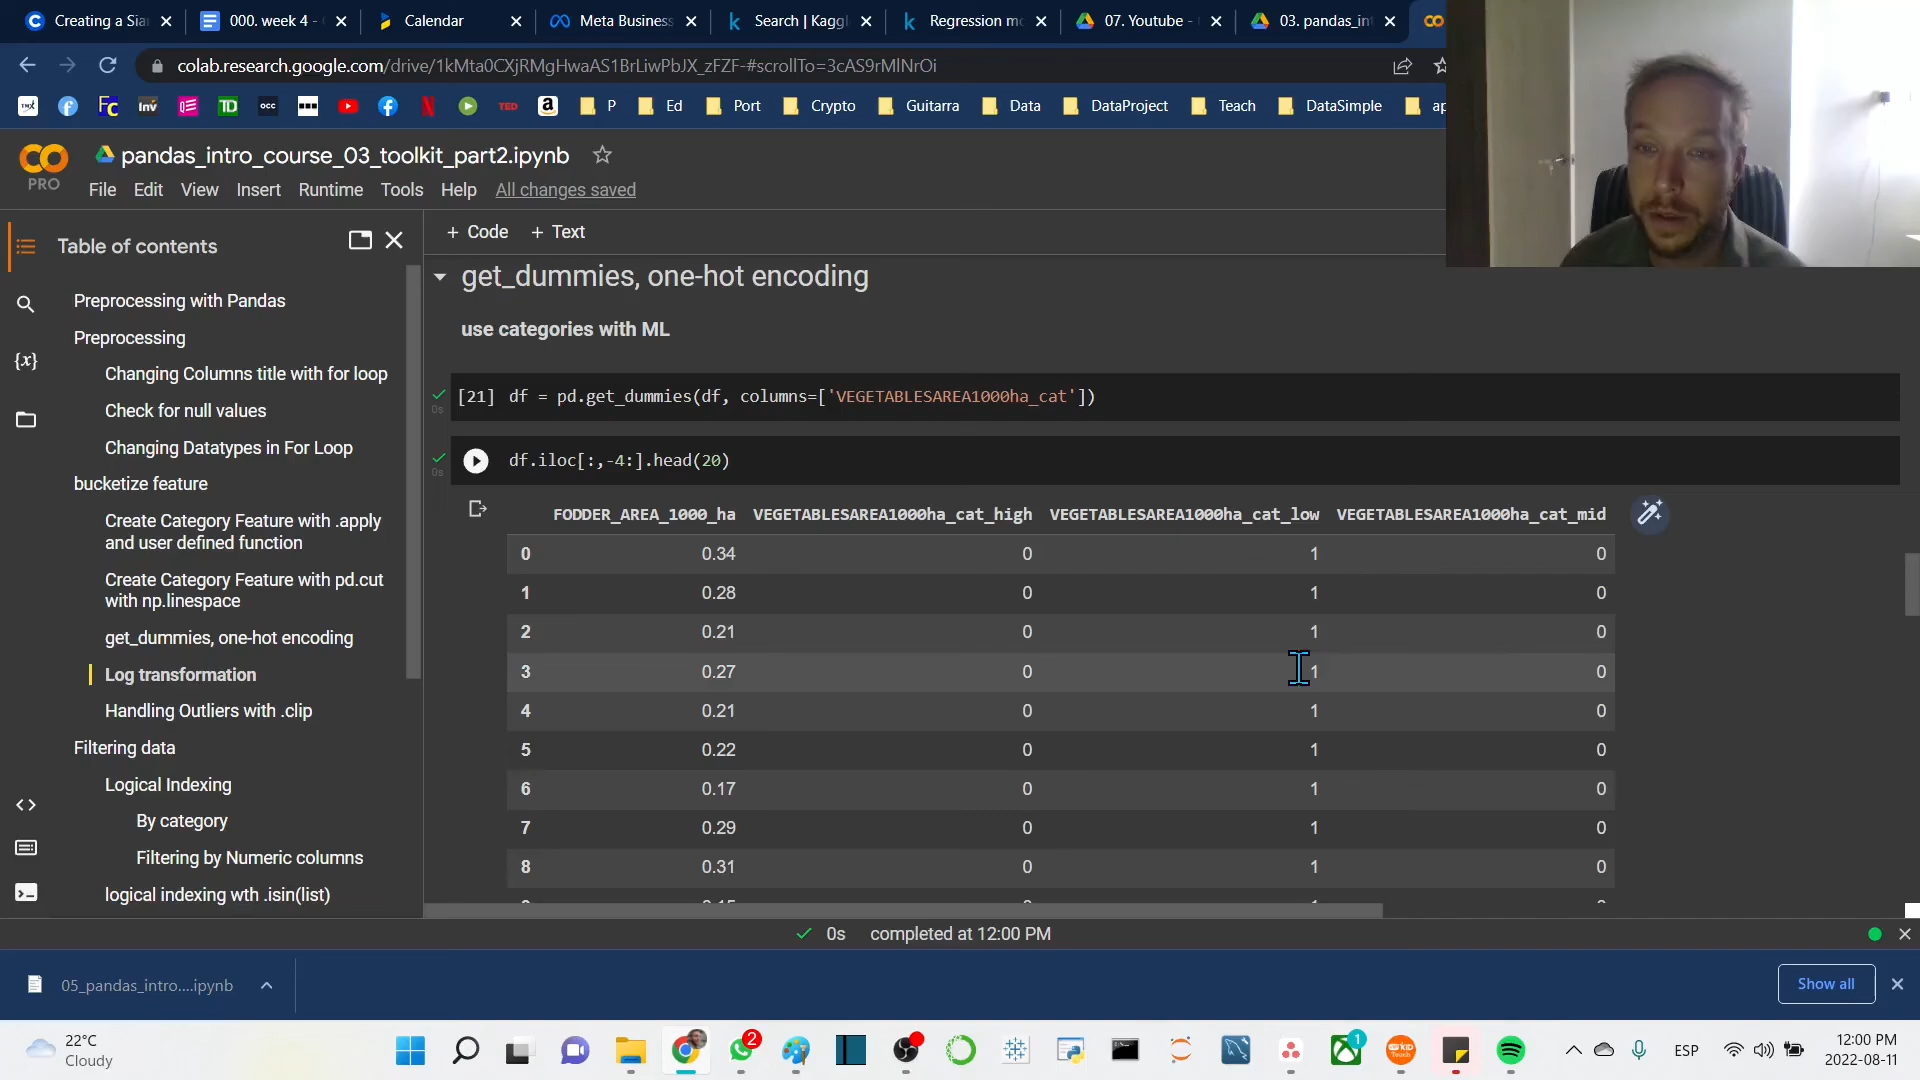 Creating a Sia
000. week 4 -
Calendar
Meta Business
Search | Kaggl
Regression mo
07. Youtube -
03. pandas_int
colab.research.google.com/drive/1kMta0CXjRMgHwaAS1BrLiwPbJX_zFZF-#scrollTo=3cAS9rMlNrOi
P
Ed
Port
Crypto
Guitarra
Data
DataProject
Teach
DataSimple
ap
PRO
pandas_intro_course_03_toolkit_part2.ipynb
File Edit View Insert Runtime Tools Help All changes saved
Table of contents
+ Code + Text
Preprocessing with Pandas
Preprocessing
Changing Columns title with for loop
Check for null values
Changing Datatypes in For Loop
bucketize feature
Create Category Feature with .apply
and user defined function
Create Category Feature with pd.cut
with np.linespace
get_dummies, one-hot encoding
Log transformation
Handling Outliers with .clip
Filtering data
Logical Indexing
By category
Filtering by Numeric columns
logical indexing wth .isin(list)
get_dummies, one-hot encoding
use categories with ML
[21] df = pd.get_dummies(df, columns=['VEGETABLESAREA1000ha_cat'])
0s
df.iloc[:,-4:].head(20)
0s
FODDER_AREA_1000_ha VEGETABLESAREA1000ha_cat_high VEGETABLESAREA1000ha_cat_low VEGETABLESAREA1000ha_cat_mid
0 0.34 0 1 0
1 0.28 0 1 0
2 0.21 0 1 0
3 0.27 0 1 0
4 0.21 0 1 0
5 0.22 0 1 0
6 0.17 0 1 0
7 0.29 0 1 0
8 0.31 0 1 0
0s completed at 12:00 PM
05_pandas_intro....ipynb
Show all
22°C
Cloudy
2
1
ESP
12:00 PM
2022-08-11